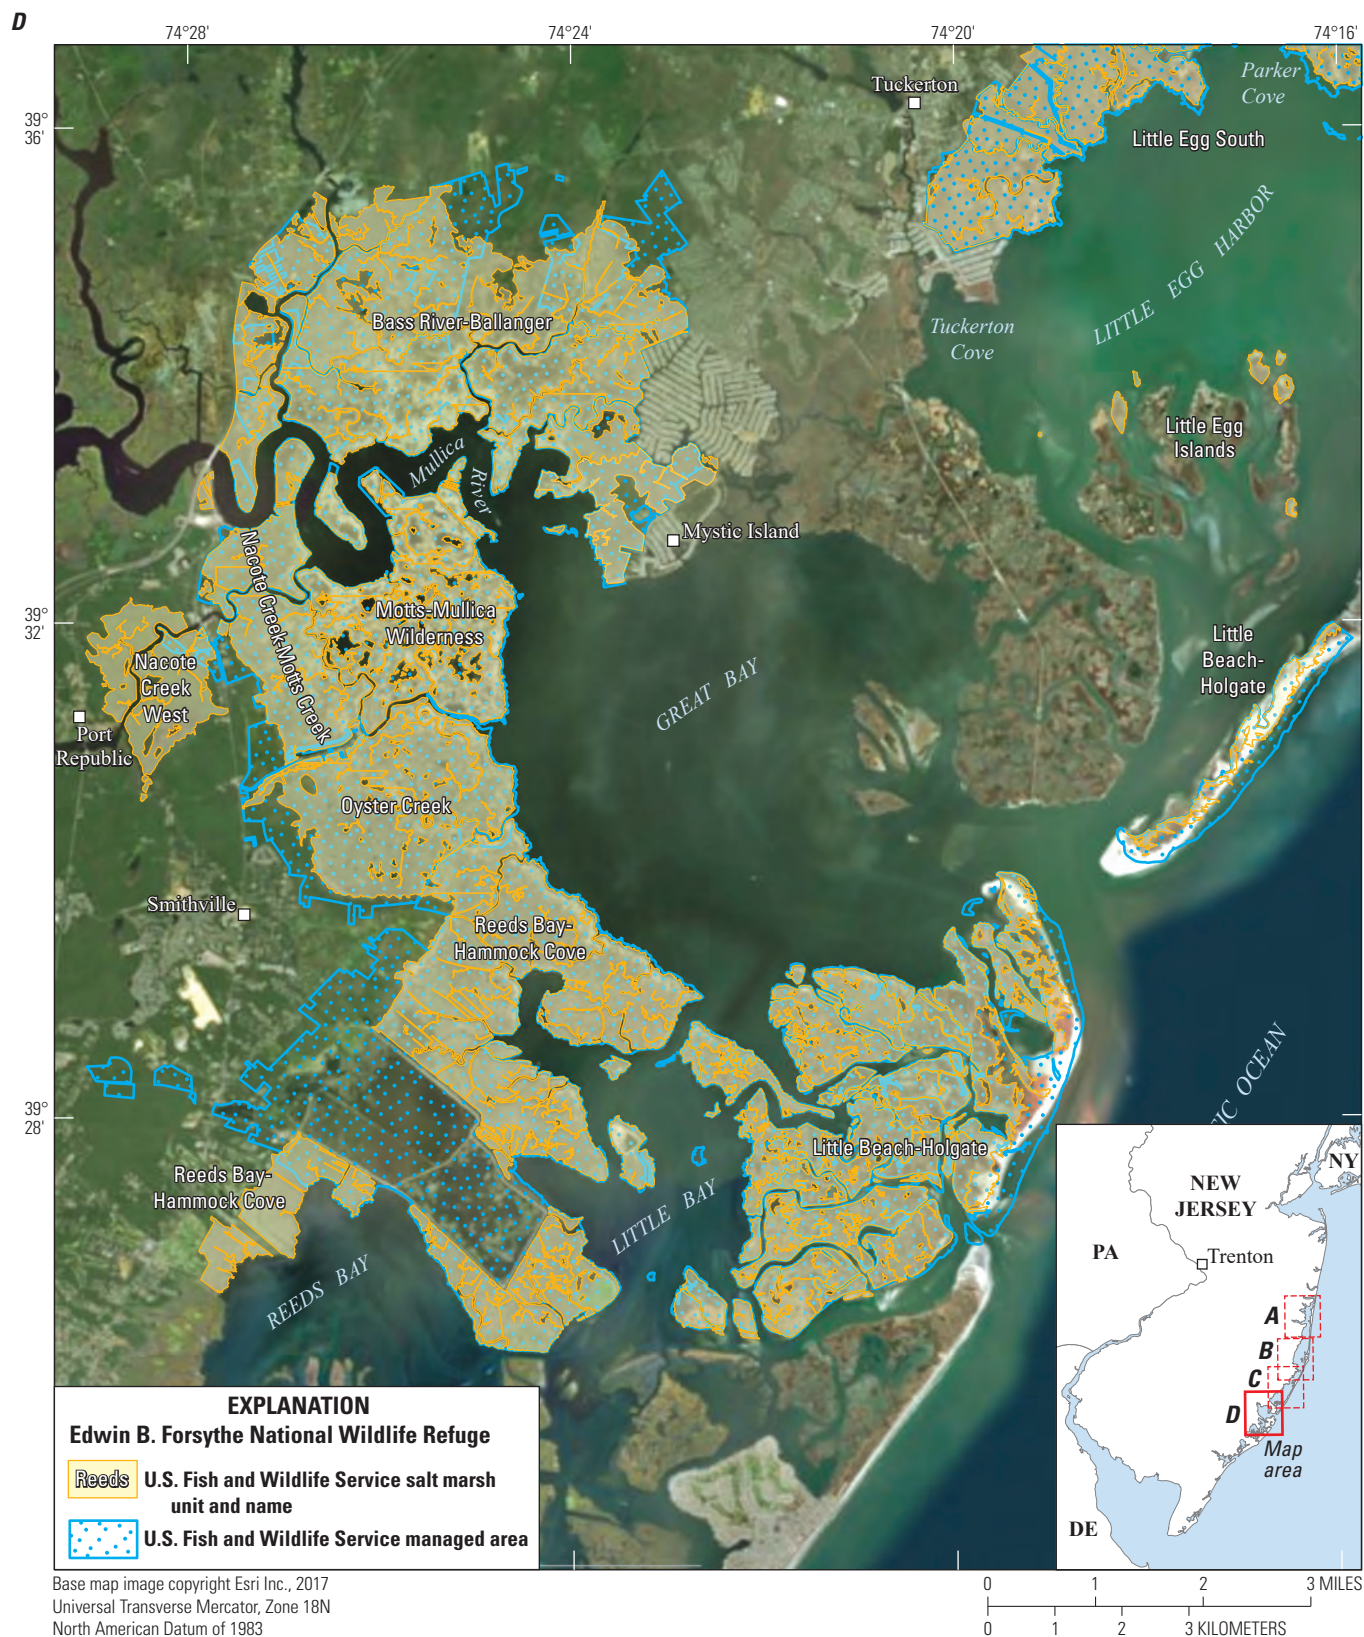 D
74°28'
74°24'
74°20'
74°16'
39°
36'
39°
32'
39°
28'
Tuckerton
Parker
Cove
Little Egg South
LITTLE EGG HARBOR
Tuckerton
Cove
Bass River-Ballanger
Little Egg
Islands
Mullica
River
Mystic Island
Nacote Creek-Motts Creek
Motts-Mullica
Wilderness
Little
Beach-
Holgate
Nacote
Creek
West
Port
Republic
GREAT BAY
Oyster Creek
Smithville
Reeds Bay-
Hammock Cove
Little Beach-Holgate
Reeds Bay-
Hammock Cove
LITTLE BAY
REEDS BAY
TIC OCEAN
NY
NEW
JERSEY
PA
Trenton
A
B
C
D
Map
area
DE
EXPLANATION
Edwin B. Forsythe National Wildlife Refuge
Reeds
U.S. Fish and Wildlife Service salt marsh
unit and name
U.S. Fish and Wildlife Service managed area
Base map image copyright Esri Inc., 2017
Universal Transverse Mercator, Zone 18N
North American Datum of 1983
0 1 2 3 MILES
0 1 2 3 KILOMETERS